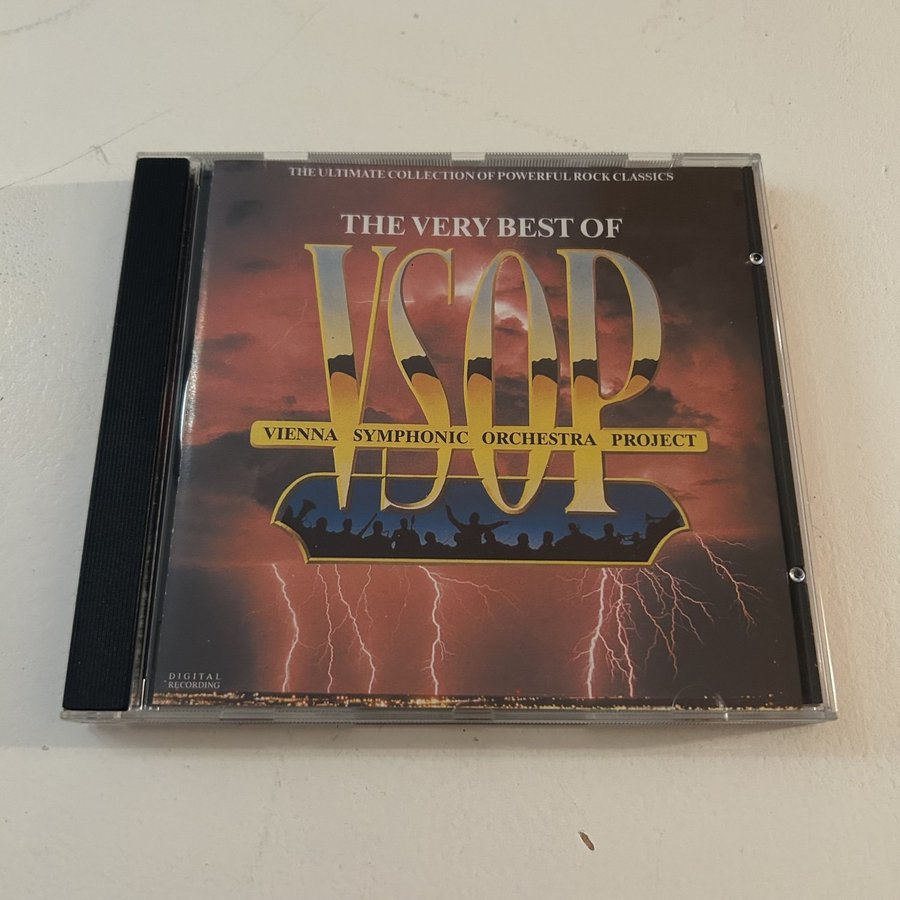 THE ULTIMATE COLLECTION OF POWERFUL ROCK CLASSICS
THE VERY BEST OF
VSOP
VIENNA SYMPHONIC ORCHESTRA PROJECT
DIGITAL
RECORDING